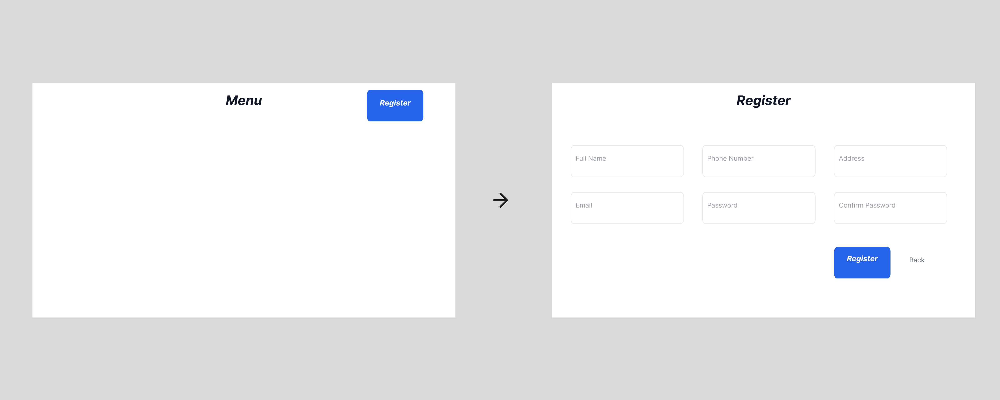 Menu
Register
Register
Full Name
Phone Number
Address
Email
Password
Confirm Password
Register
Back